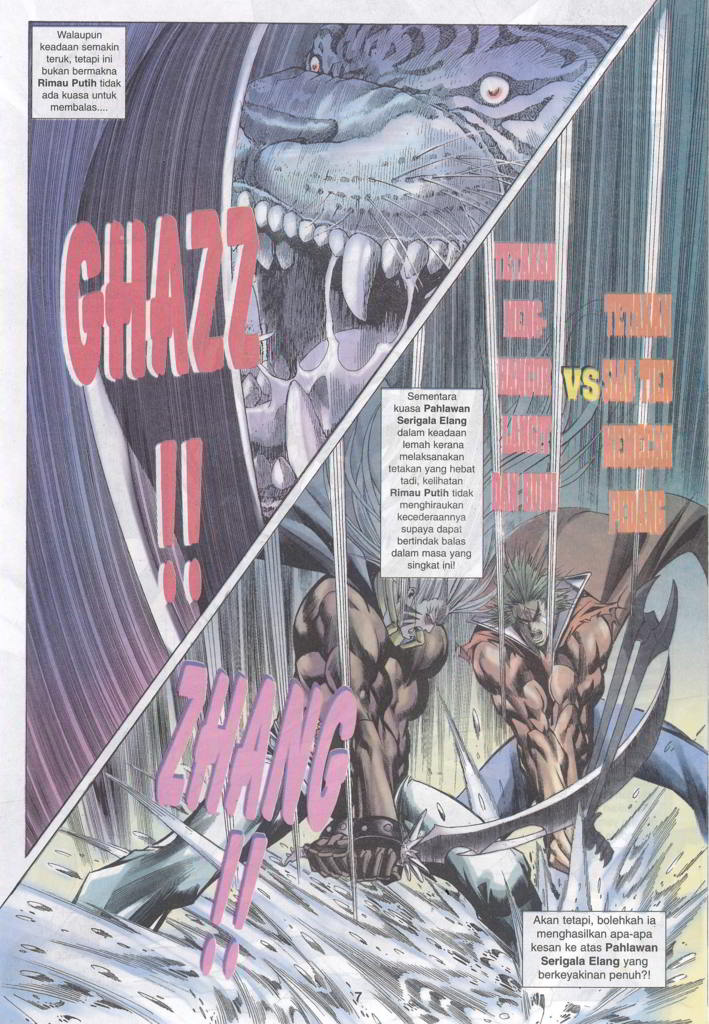 Walaupun
keadaan semakin
teruk, tetapi ini
bukan bermakna
Rimau Putih tidak
ada kuasa untuk
membalas....
GHAZZ
!!
TETAKAN
MENG-
HANCUR
LANGIT
DAN BUMI
VS
TETAKAN
SIAU TIEN
MEMECAH
PEDANG
Sementara
kuasa Pahlawan
Serigala Elang
dalam keadaan
lemah kerana
melaksanakan
tetakan yang hebat
tadi, kelihatan
Rimau Putih tidak
menghiraukan
kecederaannya
supaya dapat
bertindak balas
dalam masa yang
singkat ini!
ZHANG
!!
Akan tetapi, bolehkah ia
menghasilkan apa-apa
kesan ke atas Pahlawan
Serigala Elang yang
berkeyakinan penuh?!
7